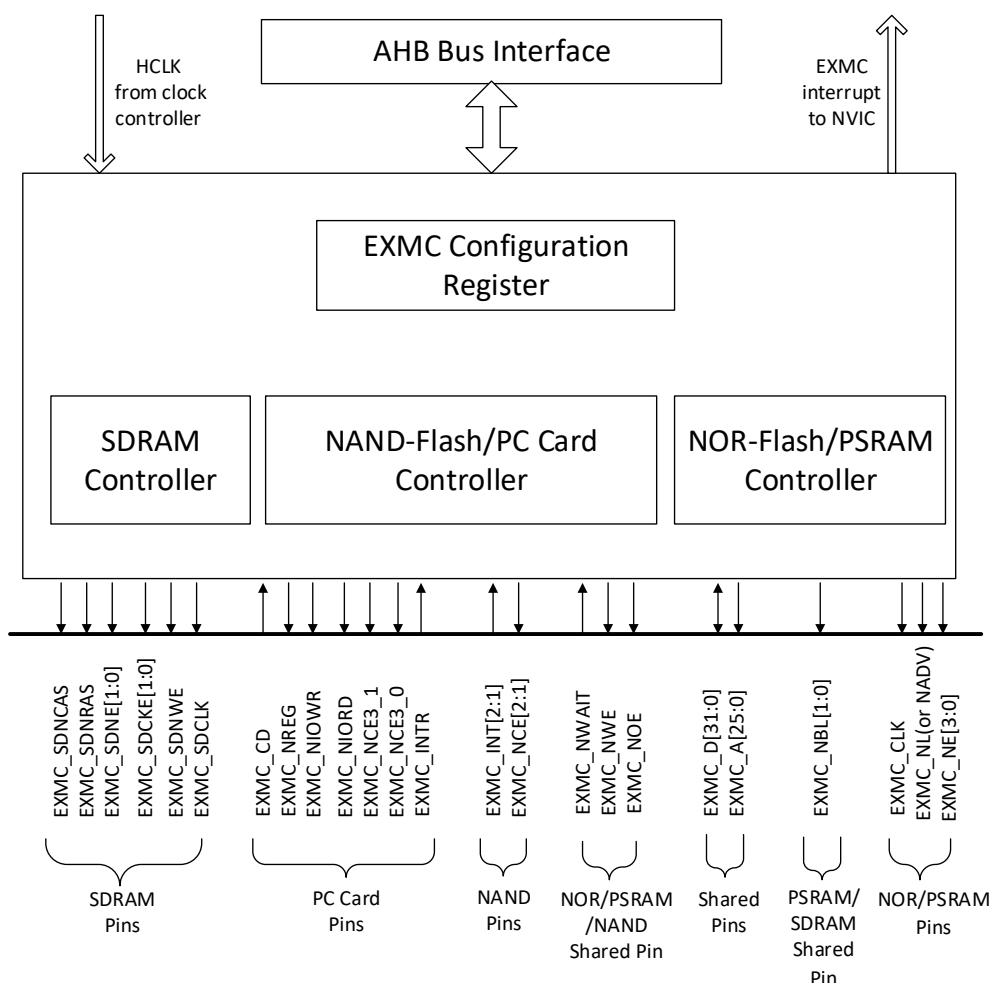 HCLK
from clock
controller
AHB Bus Interface
EXMC
interrupt
to NVIC
EXMC Configuration
Register
SDRAM
Controller
NAND-Flash/PC Card
Controller
NOR-Flash/PSRAM
Controller
EXMC_SDNCAS
EXMC_SDNRAS
EXMC_SDNE[1:0]
EXMC_SDCKE[1:0]
EXMC_SDNWE
EXMC_SDCLK
EXMC_CD
EXMC_NREG
EXMC_NIOWR
EXMC_NIORD
EXMC_NCE3_1
EXMC_NCE3_0
EXMC_INTR
EXMC_INT[2:1]
EXMC_NCE[2:1]
EXMC_NWAIT
EXMC_NWE
EXMC_NOE
EXMC_D[31:0]
EXMC_A[25:0]
EXMC_NBL[1:0]
EXMC_CLK
EXMC_NL(or NADV)
EXMC_NE[3:0]
SDRAM
Pins
PC Card
Pins
NAND
Pins
NOR/PSRAM
/NAND
Shared Pin
Shared
Pins
PSRAM/
SDRAM
Shared
Pin
NOR/PSRAM
Pins